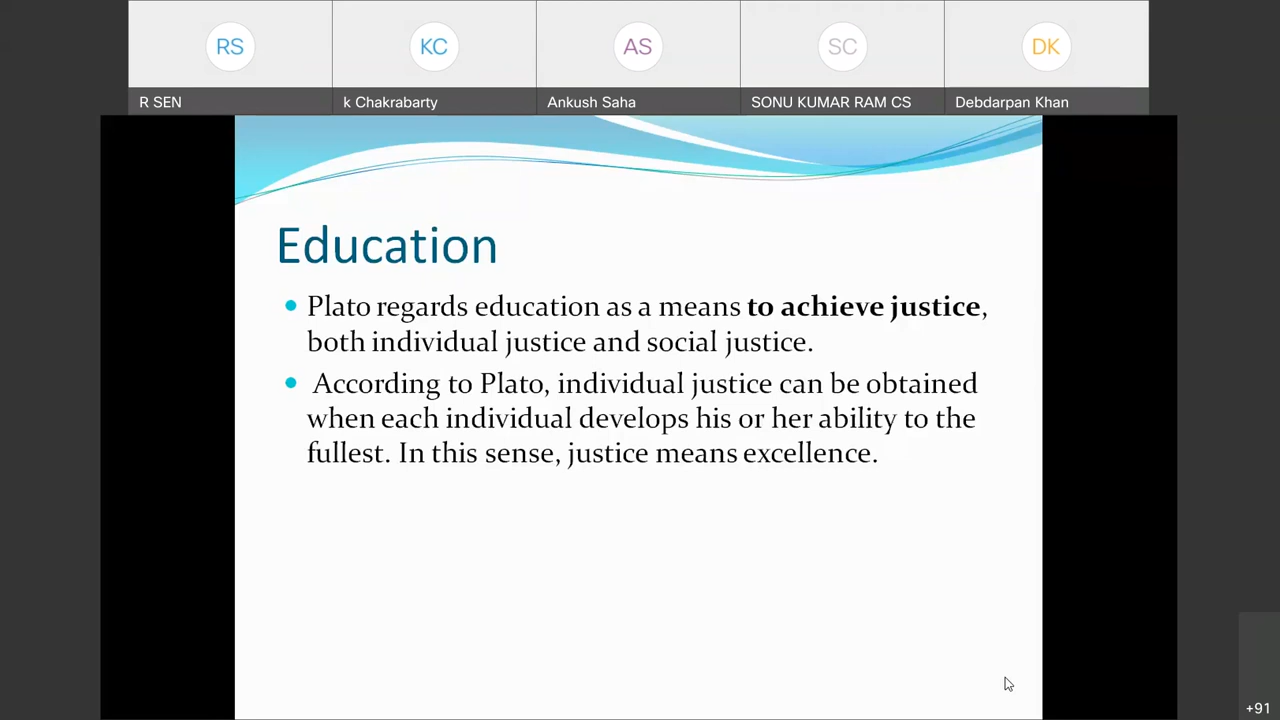 RS
KC
AS
SC
DK
R SEN
k Chakrabarty
Ankush Saha
SONU KUMAR RAM CS
Debdarpan Khan
Education
• Plato regards education as a means to achieve justice,
both individual justice and social justice.
• According to Plato, individual justice can be obtained
when each individual develops his or her ability to the
fullest. In this sense, justice means excellence.
+91